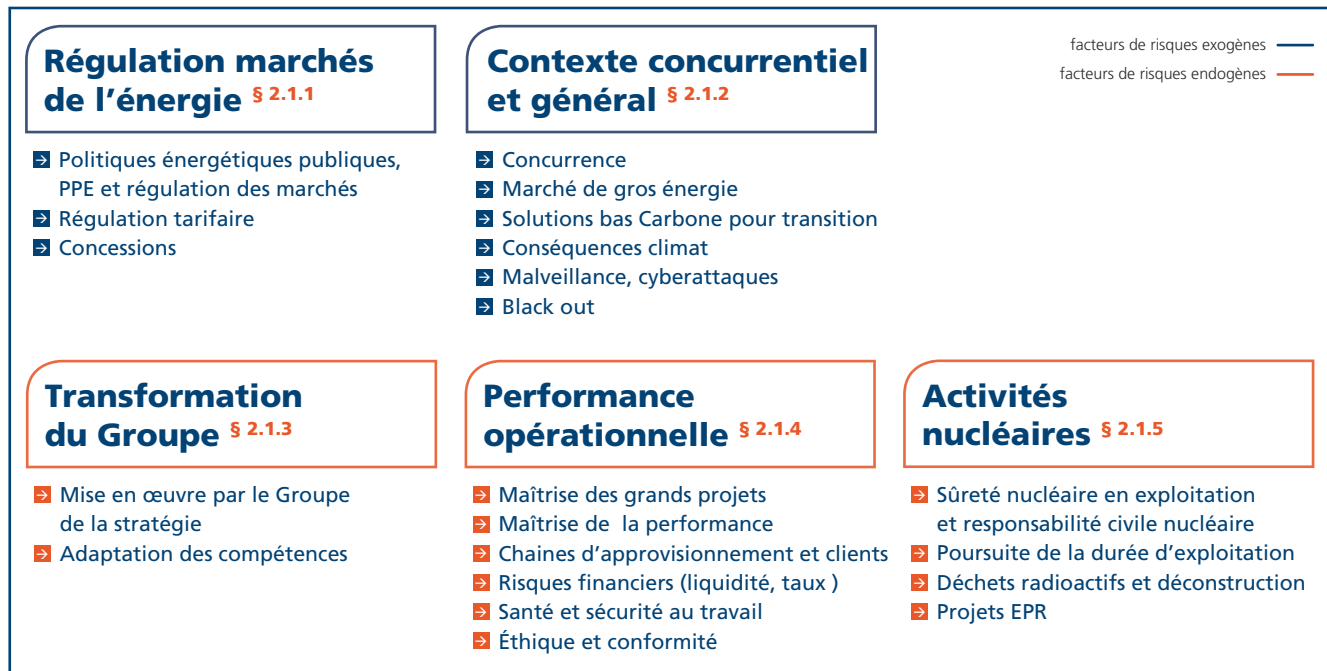 Régulation marchés
de l’énergie § 2.1.1
Politiques énergétiques publiques,
PPE et régulation des marchés
Régulation tarifaire
Concessions
Contexte concurrentiel
et général § 2.1.2
Concurrence
Marché de gros énergie
Solutions bas Carbone pour transition
Conséquences climat
Malveillance, cyberattaques
Black out
facteurs de risques exogènes
facteurs de risques endogènes
Transformation
du Groupe § 2.1.3
Mise en œuvre par le Groupe
de la stratégie
Adaptation des compétences
Performance
opérationnelle § 2.1.4
Maîtrise des grands projets
Maîtrise de la performance
Chaines d’approvisionnement et clients
Risques financiers (liquidité, taux )
Santé et sécurité au travail
Éthique et conformité
Activités
nucléaires § 2.1.5
Sûreté nucléaire en exploitation
et responsabilité civile nucléaire
Poursuite de la durée d’exploitation
Déchets radioactifs et déconstruction
Projets EPR